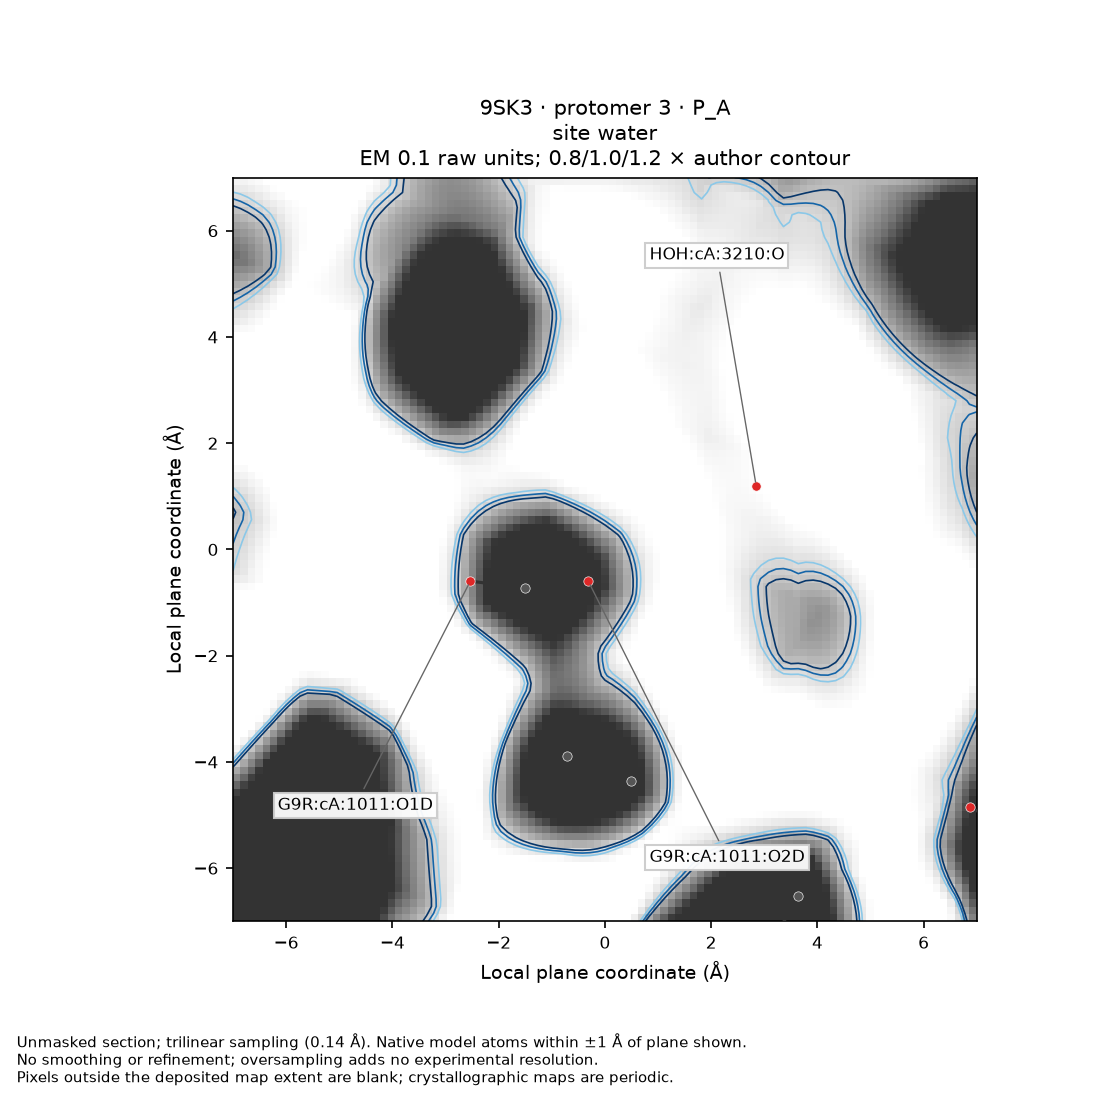 9SK3 · protomer 3 · P_A
site water
EM 0.1 raw units; 0.8/1.0/1.2 × author contour
6
4
2
0
−2
−4
−6
Local plane coordinate (Å)
HOH:cA:3210:O
G9R:cA:1011:O1D
G9R:cA:1011:O2D
−6
−4
−2
0
2
4
6
Local plane coordinate (Å)
Unmasked section; trilinear sampling (0.14 Å). Native model atoms within ±1 Å of plane shown.
No smoothing or refinement; oversampling adds no experimental resolution.
Pixels outside the deposited map extent are blank; crystallographic maps are periodic.